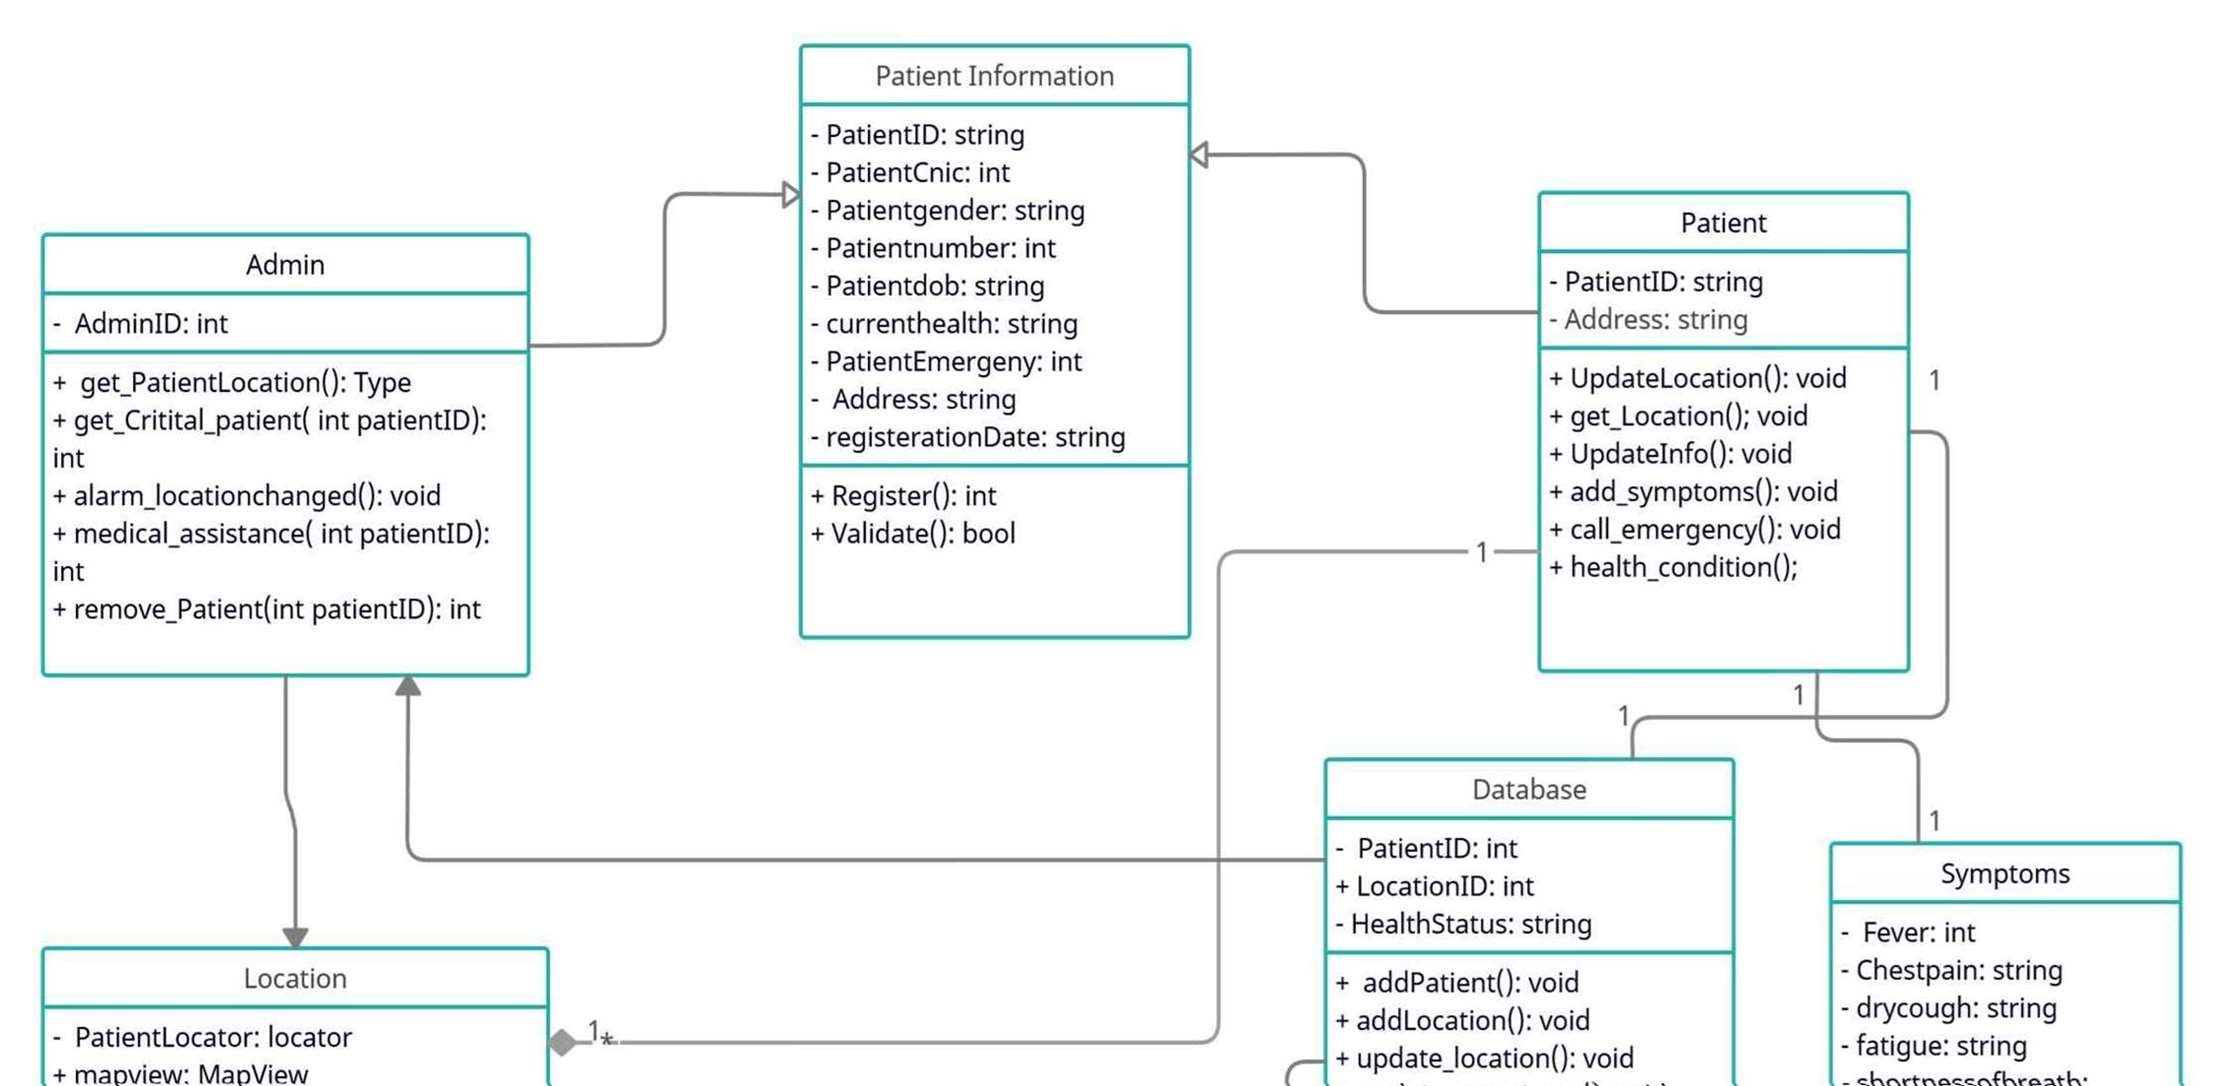 Patient Information
- PatientID: string
- PatientCnic: int
- Patientgender: string
- Patientnumber: int
- Patientdob: string
- currenthealth: string
- PatientEmergeny: int
- Address: string
- registerationDate: string
+ Register(): int
+ Validate(): bool
Admin
- AdminID: int
+ get_PatientLocation(): Type
+ get_Critital_patient( int patientID):
int
+ alarm_locationchanged(): void
+ medical_assistance( int patientID):
int
+ remove_Patient(int patientID): int
Patient
- PatientID: string
- Address: string
+ UpdateLocation(): void
+ get_Location(); void
+ UpdateInfo(): void
+ add_symptoms(): void
+ call_emergency(): void
+ health_condition();
1
1
1
1
1
Database
- PatientID: int
+ LocationID: int
- HealthStatus: string
+ addPatient(): void
+ addLocation(): void
+ update_location(): void
Symptoms
- Fever: int
- Chestpain: string
- drycough: string
- fatigue: string
- shortnessofbreath:
Location
- PatientLocator: locator
+ mapview: MapView
1
*